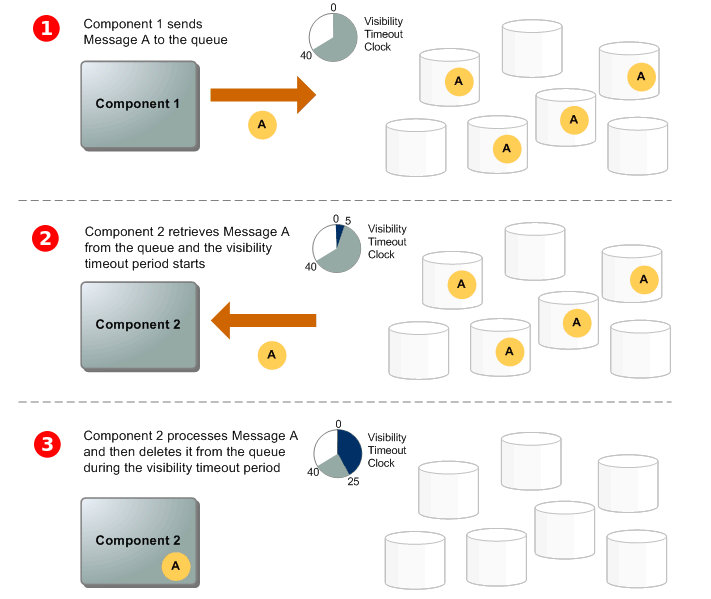 1
Component 1 sends
Message A to the queue
0
40
Visibility
Timeout
Clock
Component 1
A
A
A
A
A
2
Component 2 retrieves Message A
from the queue and the visibility
timeout period starts
0 5
40
Visibility
Timeout
Clock
Component 2
A
A
A
A
A
3
Component 2 processes Message A
and then deletes it from the queue
during the visibility timeout period
0
40
25
Visibility
Timeout
Clock
Component 2
A